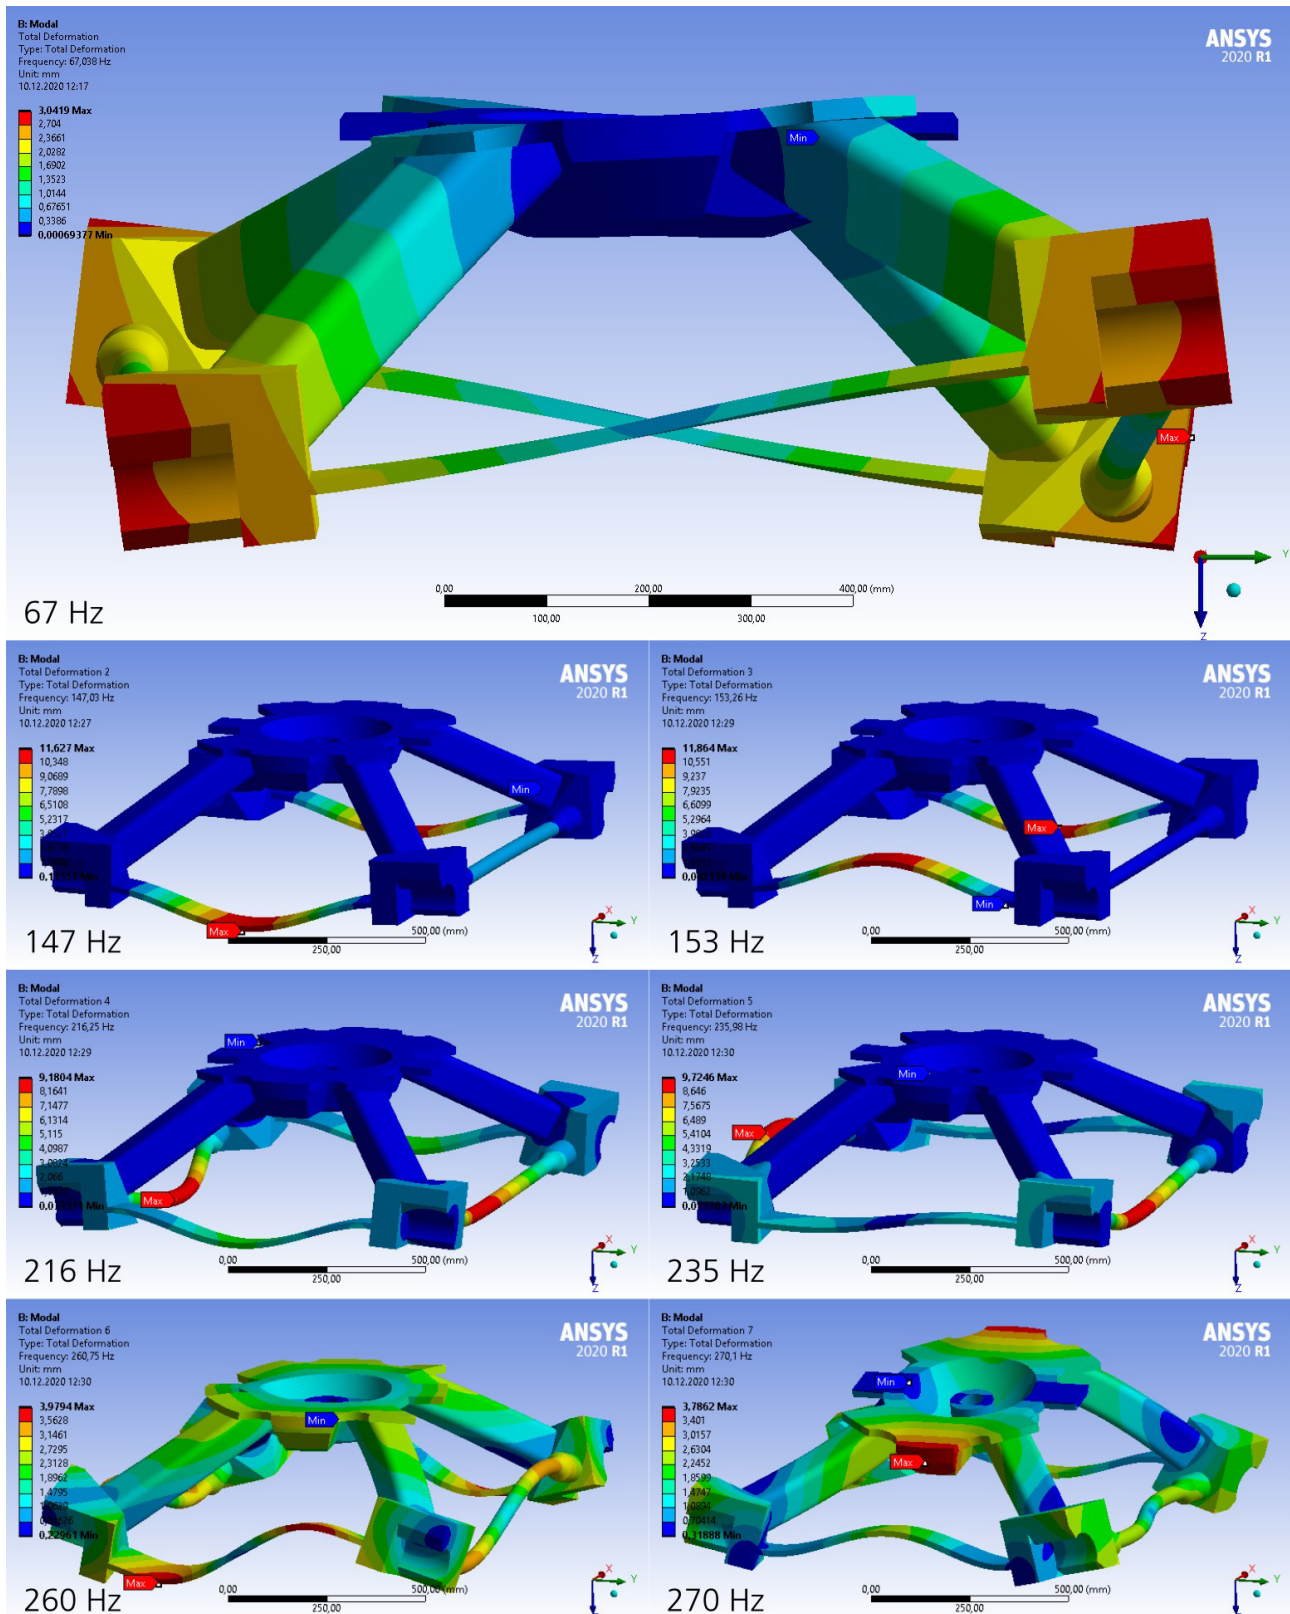 B: Modal
Total Deformation
Type: Total Deformation
Frequency: 67,038 Hz
Unit: mm
10.12.2020 12:17
ANSYS
2020 R1
3,0419 Max
2,704
2,3661
2,0282
1,6902
1,3523
1,0144
0,67651
0,3386
0,00069377 Min
Min
Max
0,00
200,00
400,00 (mm)
100,00
300,00
Y
Z
67 Hz
B: Modal
Total Deformation 2
Type: Total Deformation
Frequency: 147,03 Hz
Unit: mm
10.12.2020 12:27
ANSYS
2020 R1
11,627 Max
10,348
9,0689
7,7898
6,5108
5,2317
Min
Max
0,00
500,00 (mm)
250,00
X
Y
Z
147 Hz
B: Modal
Total Deformation 3
Type: Total Deformation
Frequency: 153,26 Hz
Unit: mm
10.12.2020 12:29
ANSYS
2020 R1
11,864 Max
10,551
9,237
7,9235
6,6099
5,2964
Max
Min
0,00
500,00 (mm)
250,00
X
Y
Z
153 Hz
B: Modal
Total Deformation 4
Type: Total Deformation
Frequency: 216,25 Hz
Unit: mm
10.12.2020 12:29
ANSYS
2020 R1
9,1804 Max
8,1641
7,1477
6,1314
5,115
4,0987
3,0824
2,066
Min
Max
0,00
500,00 (mm)
250,00
X
Y
Z
216 Hz
B: Modal
Total Deformation 5
Type: Total Deformation
Frequency: 235,98 Hz
Unit: mm
10.12.2020 12:30
ANSYS
2020 R1
9,7246 Max
8,646
7,5675
6,489
5,4104
4,3319
3,2533
2,1748
1,0962
Min
Max
0,00
500,00 (mm)
250,00
X
Y
Z
235 Hz
B: Modal
Total Deformation 6
Type: Total Deformation
Frequency: 260,75 Hz
Unit: mm
10.12.2020 12:30
ANSYS
2020 R1
3,9794 Max
3,5628
3,1461
2,7295
2,3128
1,8962
1,4795
0,22961 Min
Min
Max
0,00
500,00 (mm)
250,00
X
Y
Z
260 Hz
B: Modal
Total Deformation 7
Type: Total Deformation
Frequency: 270,1 Hz
Unit: mm
10.12.2020 12:30
ANSYS
2020 R1
3,7862 Max
3,401
3,0157
2,6304
2,2452
1,8599
1,4747
1,0894
0,70414
0,31888 Min
Min
Max
0,00
500,00 (mm)
250,00
X
Y
Z
270 Hz